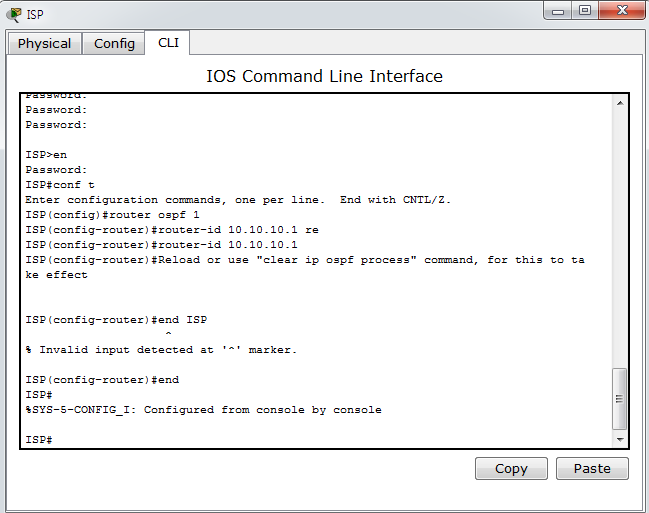 ISP
Physical Config CLI
IOS Command Line Interface
Password:
Password:
Password:
ISP>en
Password:
ISP#conf t
Enter configuration commands, one per line.  End with CNTL/Z.
ISP(config)#router ospf 1
ISP(config-router)#router-id 10.10.10.1 re
ISP(config-router)#router-id 10.10.10.1
ISP(config-router)#Reload or use "clear ip ospf process" command, for this to ta
ke effect
ISP(config-router)#end ISP
^
% Invalid input detected at '^' marker.
ISP(config-router)#end
ISP#
%SYS-5-CONFIG_I: Configured from console by console
ISP#
Copy Paste